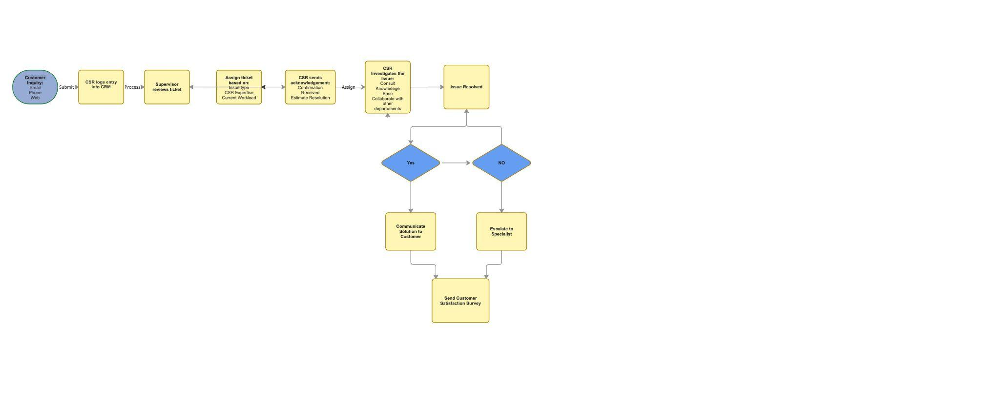 Customer
Inquiry:
Email
Phone
Web
Submit
CSR logs entry
into CRM
Process
Supervisor
reviews ticket
Assign ticket
based on:
Issue type
CSR Expertise
Current Workload
CSR sends
acknowledgement:
Confirmation
Received
Estimate Resolution
Assign
CSR
Investigates the
Issue:
Consult
Knowledege
Base
Collaborate with
other
departements
Issue Resolved
Yes
NO
Communicate
Solution to
Customer
Escalate to
Specialist
Send Customer
Satisfaction Survey